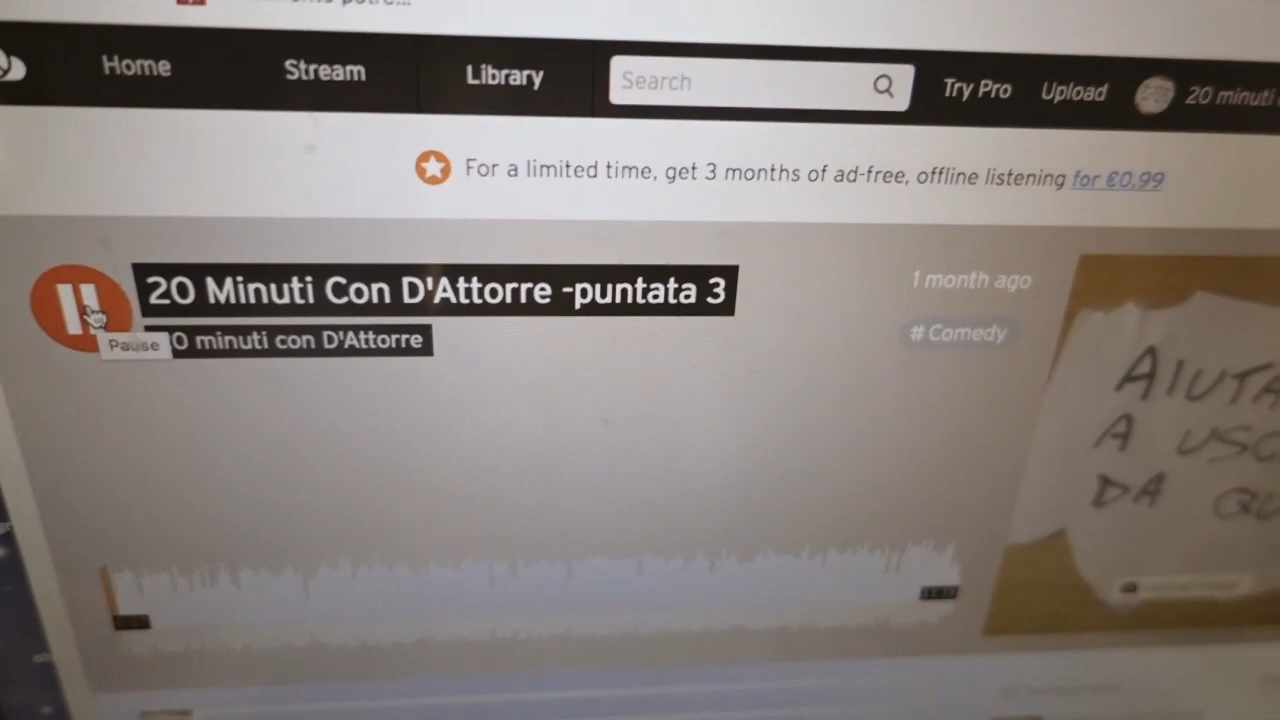 Home Stream Library Search Try Pro Upload 20 minuti
For a limited time, get 3 months of ad-free, offline listening for €0.99
20 Minuti Con D'Attorre -puntata 3
1 month ago
0 minuti con D'Attorre
# Comedy
Pause
AIUTA
A USC
DA QU